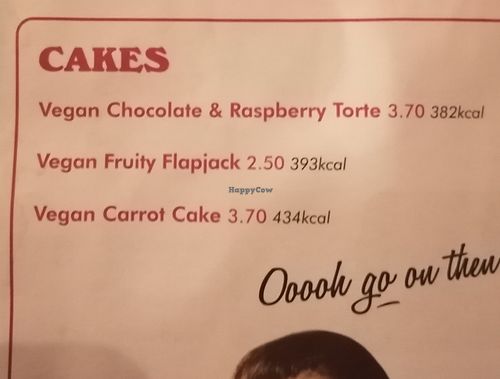 CAKES
Vegan Chocolate & Raspberry Torte 3.70 382kcal
Vegan Fruity Flapjack 2.50 393kcal
HappyCow
Vegan Carrot Cake 3.70 434kcal
Ooooh go on then